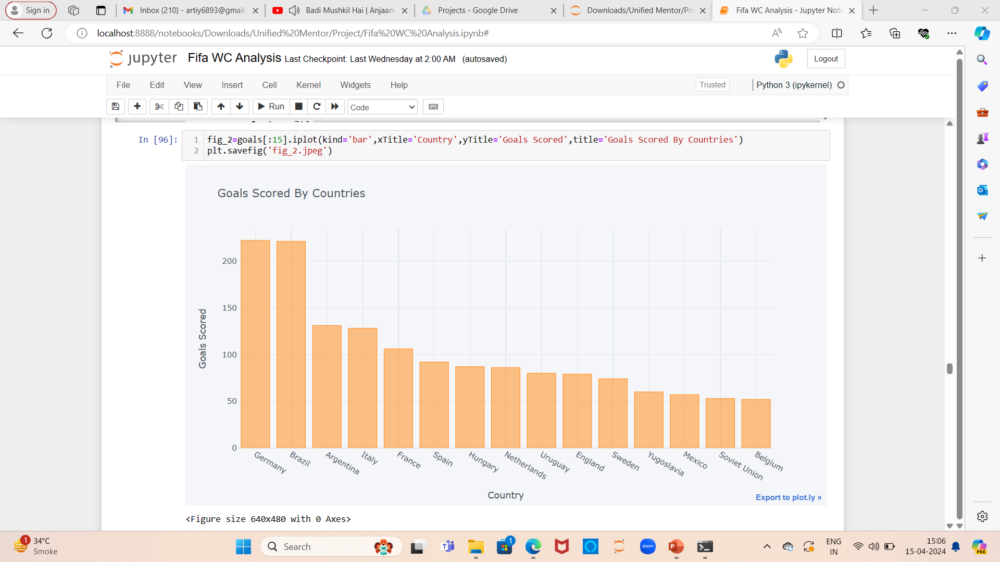 Sign in
Inbox (210) - artiy6893@gmail.
Badi Mushkil Hai | Anjaam
Projects - Google Drive
Downloads/Unified Mentor/Pro
Fifa WC Analysis - Jupyter Note
localhost:8888/notebooks/Downloads/Unified%20Mentor/Project/Fifa%20WC%20Analysis.ipynb#
jupyter Fifa WC Analysis Last Checkpoint: Last Wednesday at 2:00 AM (autosaved)
Logout
File Edit View Insert Cell Kernel Widgets Help
Trusted
Python 3 (ipykernel)
Run
Code
In [96]:
1 fig_2=goals[:15].iplot(kind='bar',xTitle='Country',yTitle='Goals Scored',title='Goals Scored By Countries')
2 plt.savefig('fig_2.jpeg')
Goals Scored By Countries
200
150
100
50
0
Goals Scored
Germany
Brazil
Argentina
Italy
France
Spain
Hungary
Netherlands
Uruguay
England
Sweden
Yugoslavia
Mexico
Soviet Union
Belgium
Country
Export to plot.ly »
<Figure size 640x480 with 0 Axes>
1
34°C
Smoke
Search
1
zoom
ENG
IN
15:06
15-04-2024
PRE